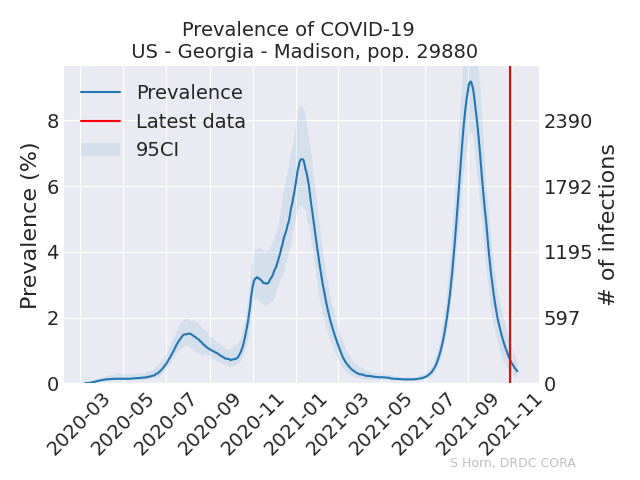 Prevalence of COVID-19
US - Georgia - Madison, pop. 29880
Prevalence
Latest data
95CI
Prevalence (%)
8
6
4
2
0
# of infections
2390
1792
1195
597
0
2020-03
2020-05
2020-07
2020-09
2020-11
2021-01
2021-03
2021-05
2021-07
2021-09
2021-11
S Horn, DRDC CORA